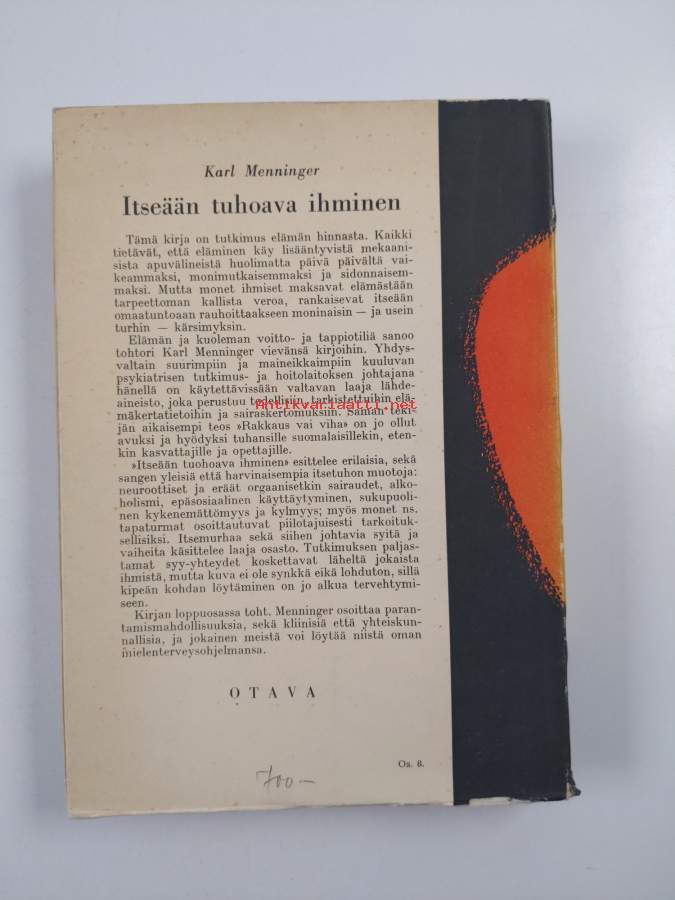 Karl Menninger
Itseään tuhoava ihminen
Tämä kirja on tutkimus elämän hinnasta. Kaikki
tietävät, että eläminen käy lisääntyvistä mekaani-
sista apuvälineistä huolimatta päivä päivältä vai-
keammaksi, monimutkaisemmaksi ja sidonnaisem-
maksi. Mutta monet ihmiset maksavat elämästään
tarpeettoman kallista veroa, rankaisevat itseään
omaatuntoaan rauhoittaakseen moninaisin — ja usein
turhin — kärsimyksin.
Elämän ja kuoleman voitto- ja tappiotiliä sanoo
tohtori Karl Menninger vievänsä kirjoihin. Yhdys-
valtain suurimpiin ja maineikkaimpiin kuuluvan
psykiatrisen tutkimus- ja hoitolaitoksen johtajana
hänellä on käytettävissään valtavan laaja lähde-
aineisto, joka perustuu todellisiin, tarkistettuihin elä-
Antikvariaatti.net
mäkertatietoihin ja sairaskertomuksiin. Saman teki-
jän aikaisempi teos »Rakkaus vai viha» on jo ollut
avuksi ja hyödyksi tuhansille suomalaisillekin, eten-
kin kasvattajille ja opettajille.
»Itseään tuohoava ihminen» esittelee erilaisia, sekä
sangen yleisiä että harvinaisempia itsetuhon muotoja:
neuroottiset ja eräät orgaanisetkin sairaudet, alko-
holismi, epäsosiaalinen käyttäytyminen, sukupuoli-
nen kykenemättömyys ja kylmyys; myös monet ns.
tapaturmat osoittautuvat piilotajuisesti tarkoituk-
sellisiksi. Itsemurhaa sekä siihen johtavia syitä ja
vaiheita käsittelee laaja osasto. Tutkimuksen paljas-
tamat syy-yhteydet koskettavat läheltä jokaista
ihmistä, mutta kuva ei ole synkkä eikä lohduton, sillä
kipeän kohdan löytäminen on jo alkua tervehtymi-
seen.
Kirjan loppuosassa toht. Menninger osoittaa paran-
tamismahdollisuuksia, sekä kliinisiä että yhteiskun-
nallisia, ja jokainen meistä voi löytää niistä oman
mielenterveysohjelmansa.
OTAVA
Oa. 8.
700—